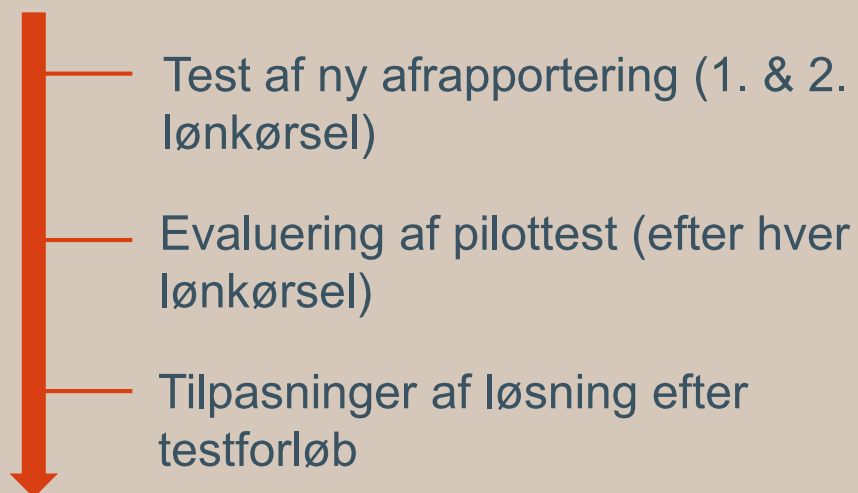 Test af ny afrapportering (1. & 2.
lønkørsel)
Evaluering af pilottest (efter hver
lønkørsel)
Tilpasninger af løsning efter
testforløb